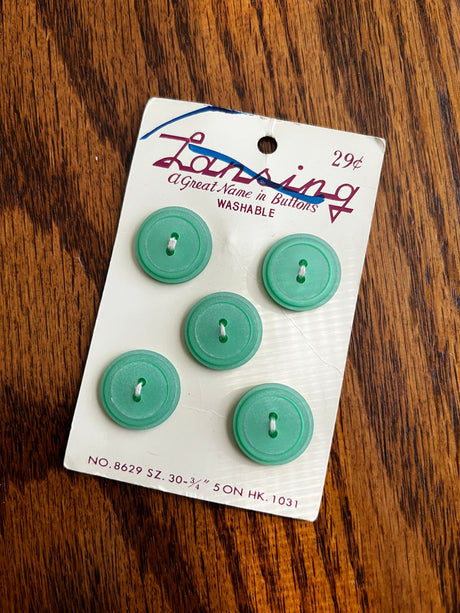 Lansing
29¢
a Great Name in Buttons
WASHABLE
NO. 8629 SZ. 30-3/4" 5 ON HK. 1031